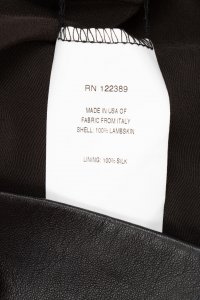 RN 122389
MADE IN USA OF
FABRIC FROM ITALY
SHELL: 100% LAMBSKIN
LINING: 100% SILK